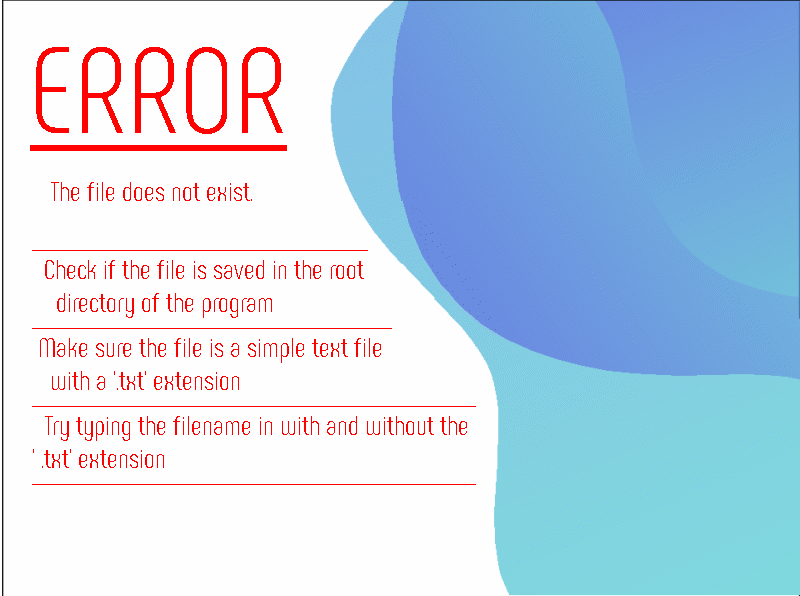 ERROR
The file does not exist.
Check if the file is saved in the root
directory of the program
Make sure the file is a simple text file
with a '.txt' extension
Try typing the filename in with and without the
' .txt' extension